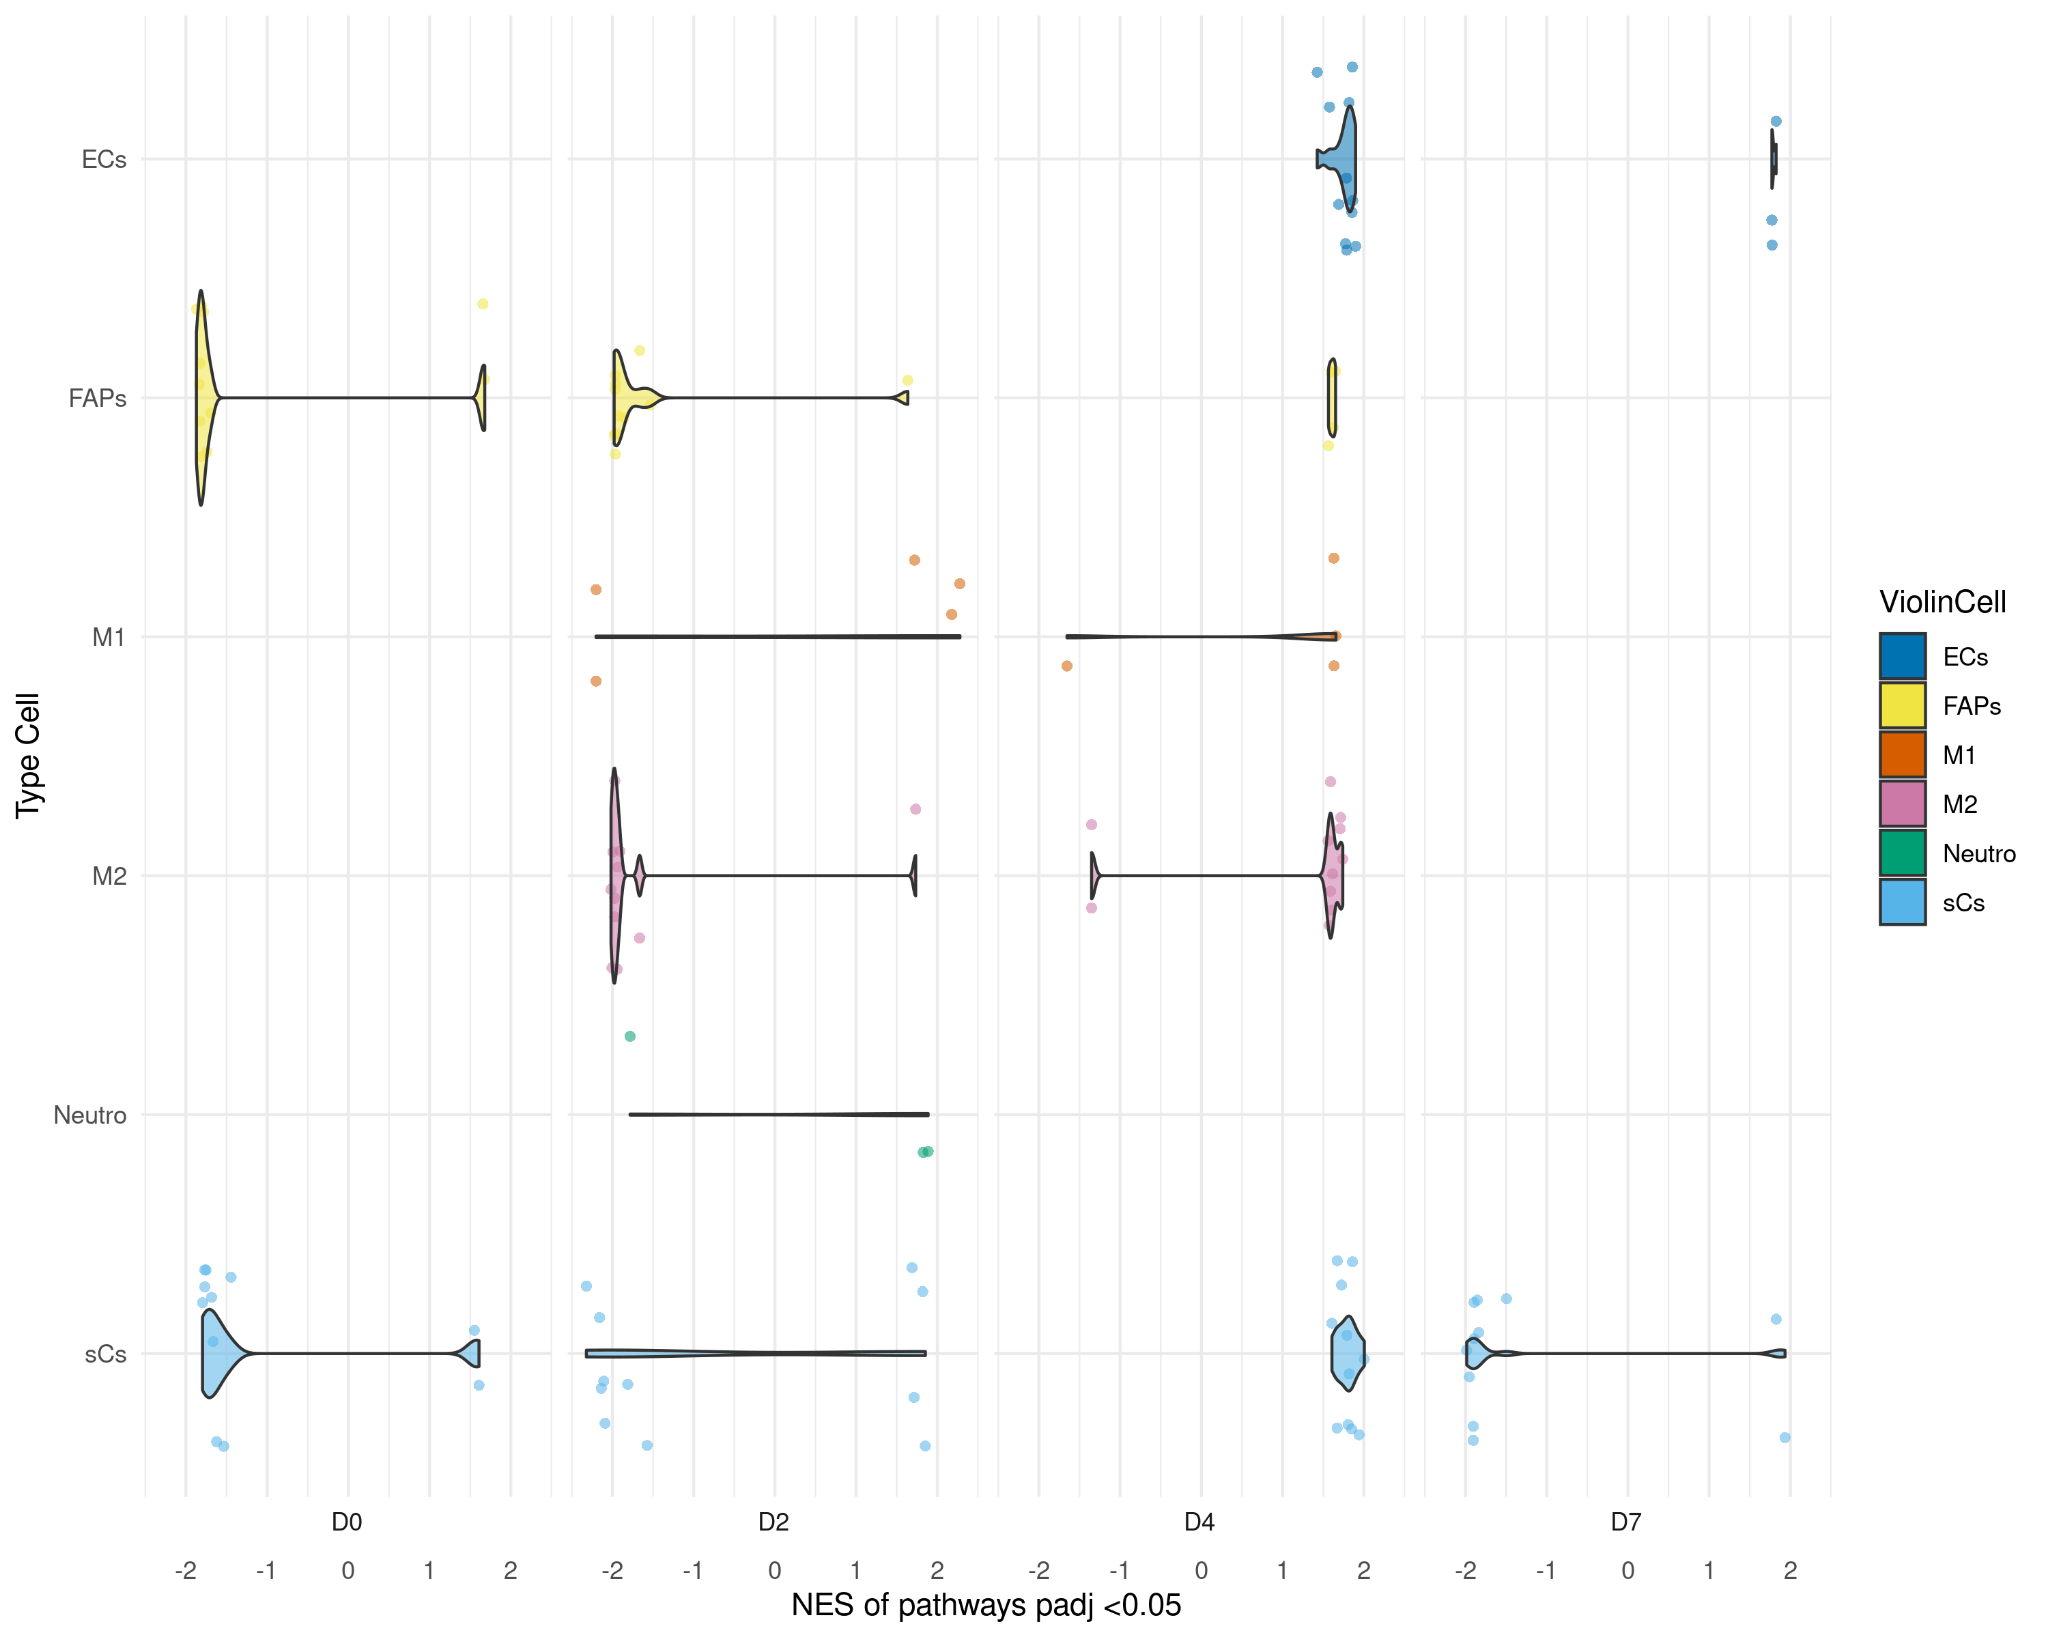 ECs
FAPs
M1
M2
Neutro
sCs
Type Cell
D0
D2
D4
D7
-2 -1 0 1 2
-2 -1 0 1 2
-2 -1 0 1 2
-2 -1 0 1 2
NES of pathways padj <0.05
ViolinCell
ECs
FAPs
M1
M2
Neutro
sCs